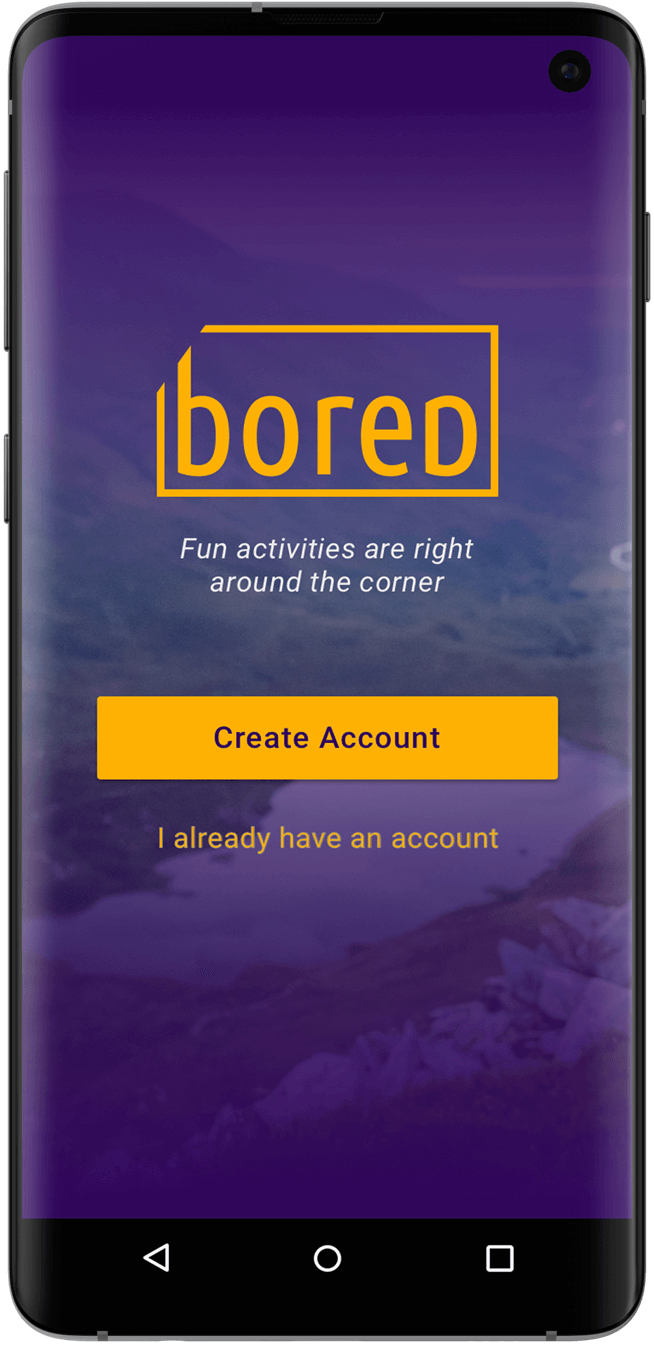 bored
Fun activities are right
around the corner
Create Account
I already have an account